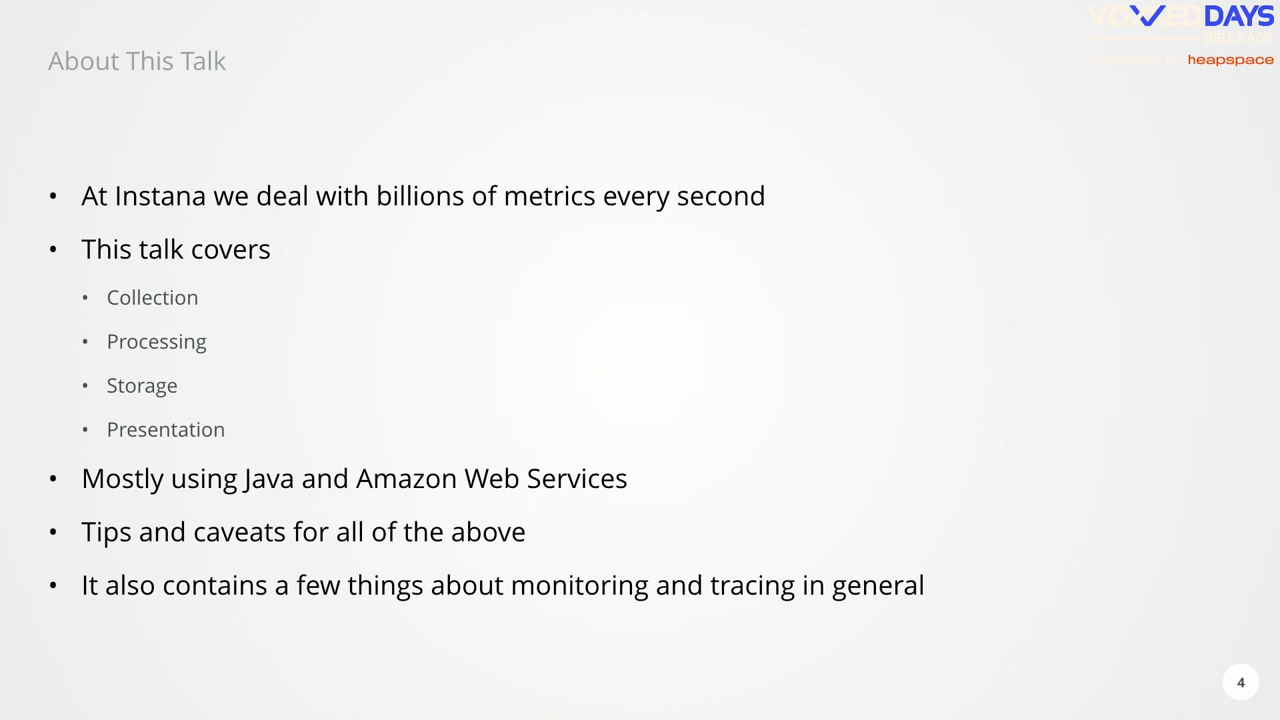 VOXXED DAYS
BELGRADE
Powered by heapspace
About This Talk
• At Instana we deal with billions of metrics every second
• This talk covers
• Collection
• Processing
• Storage
• Presentation
• Mostly using Java and Amazon Web Services
• Tips and caveats for all of the above
• It also contains a few things about monitoring and tracing in general
4